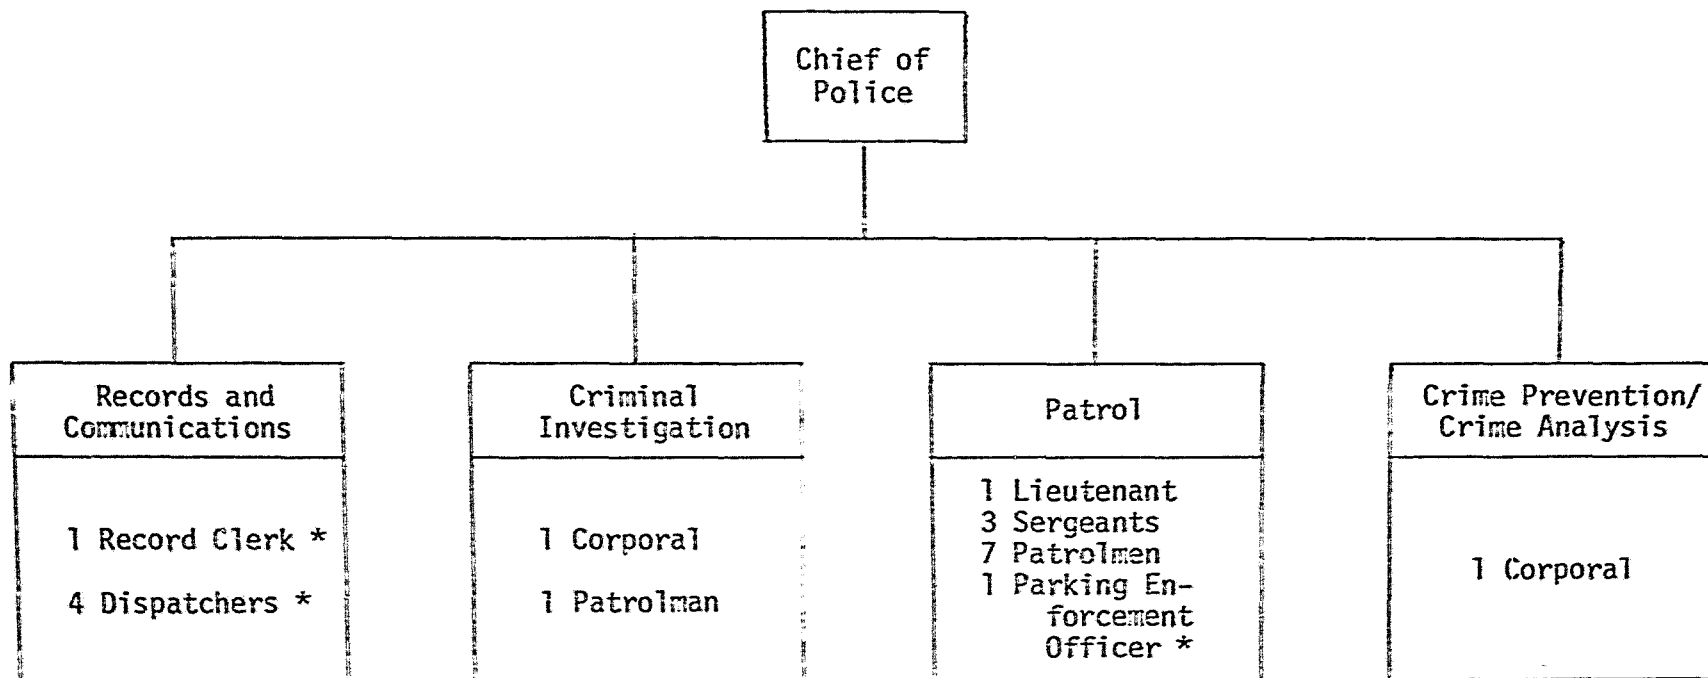 Chief of
Police
Records and
Communications
1 Record Clerk *
4 Dispatchers *
Criminal
Investigation
1 Corporal
1 Patrolman
Patrol
1 Lieutenant
3 Sergeants
7 Patrolmen
1 Parking En-
forcement
Officer *
Crime Prevention/
Crime Analysis
1 Corporal